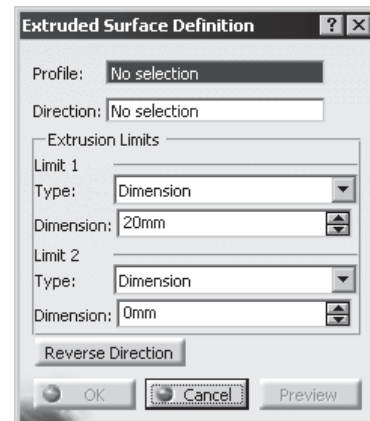 Extruded Surface Definition ? X
Profile: No selection
Direction: No selection
Extrusion Limits
Limit 1
Type: Dimension
Dimension: 20mm
Limit 2
Type: Dimension
Dimension: 0mm
Reverse Direction
OK Cancel Preview